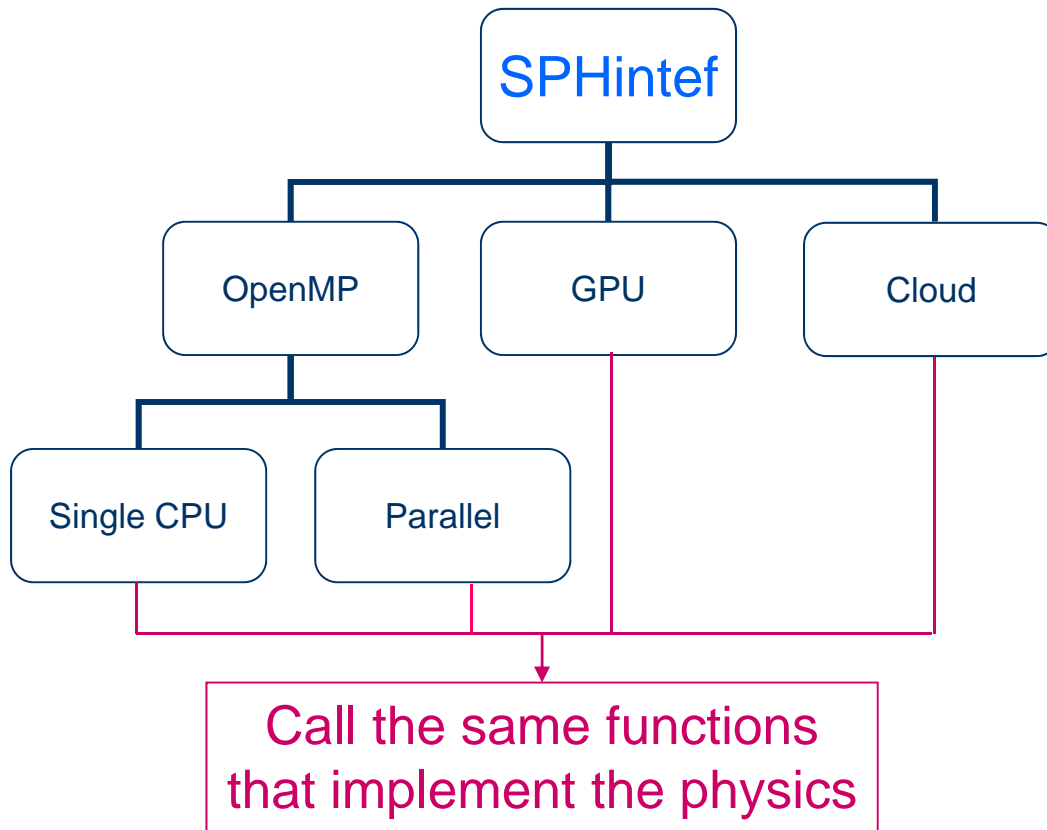 SPHintef
OpenMP
GPU
Cloud
Single CPU
Parallel
Call the same functions
that implement the physics